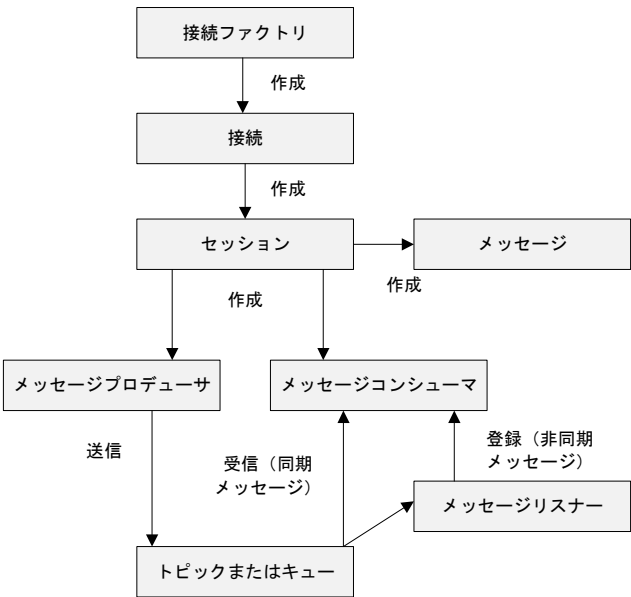 接続ファクトリ
作成
接続
作成
セッション
メッセージ
作成
作成
メッセージプロデューサ
メッセージコンシューマ
送信
受信（同期
メッセージ）
登録（非同期
メッセージ）
メッセージリスナー
トピックまたはキュー